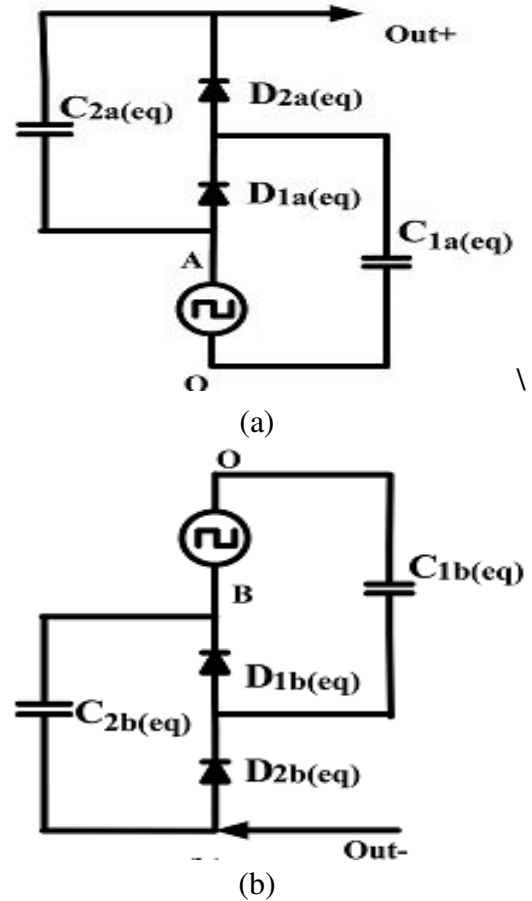 Out+
C2a(eq)
D2a(eq)
D1a(eq)
C1a(eq)
A
O
\
(a)
O
C1b(eq)
B
D1b(eq)
C2b(eq)
D2b(eq)
Out-
(b)